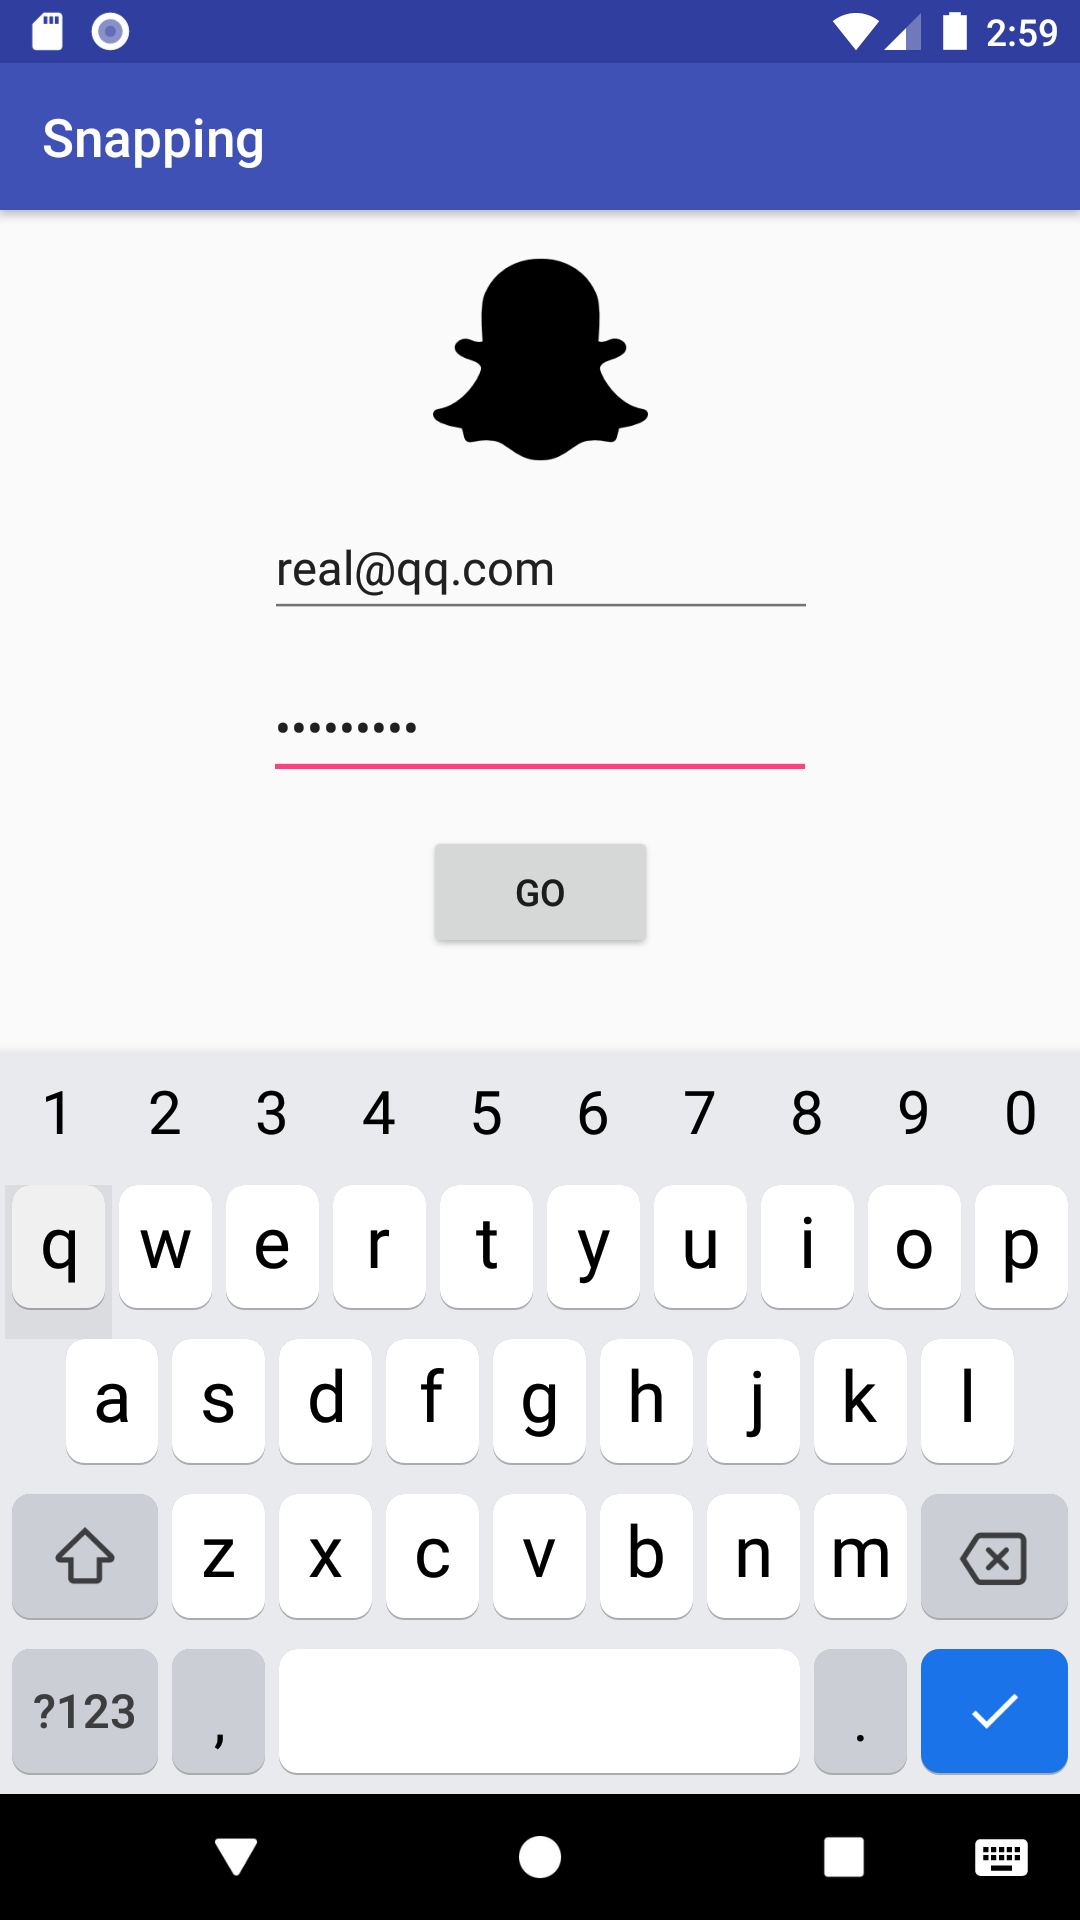 2:59
Snapping
real@qq.com
•••••••••
GO
1 2 3 4 5 6 7 8 9 0
q w e r t y u i o p
a s d f g h j k l
z x c v b n m
?123 , .